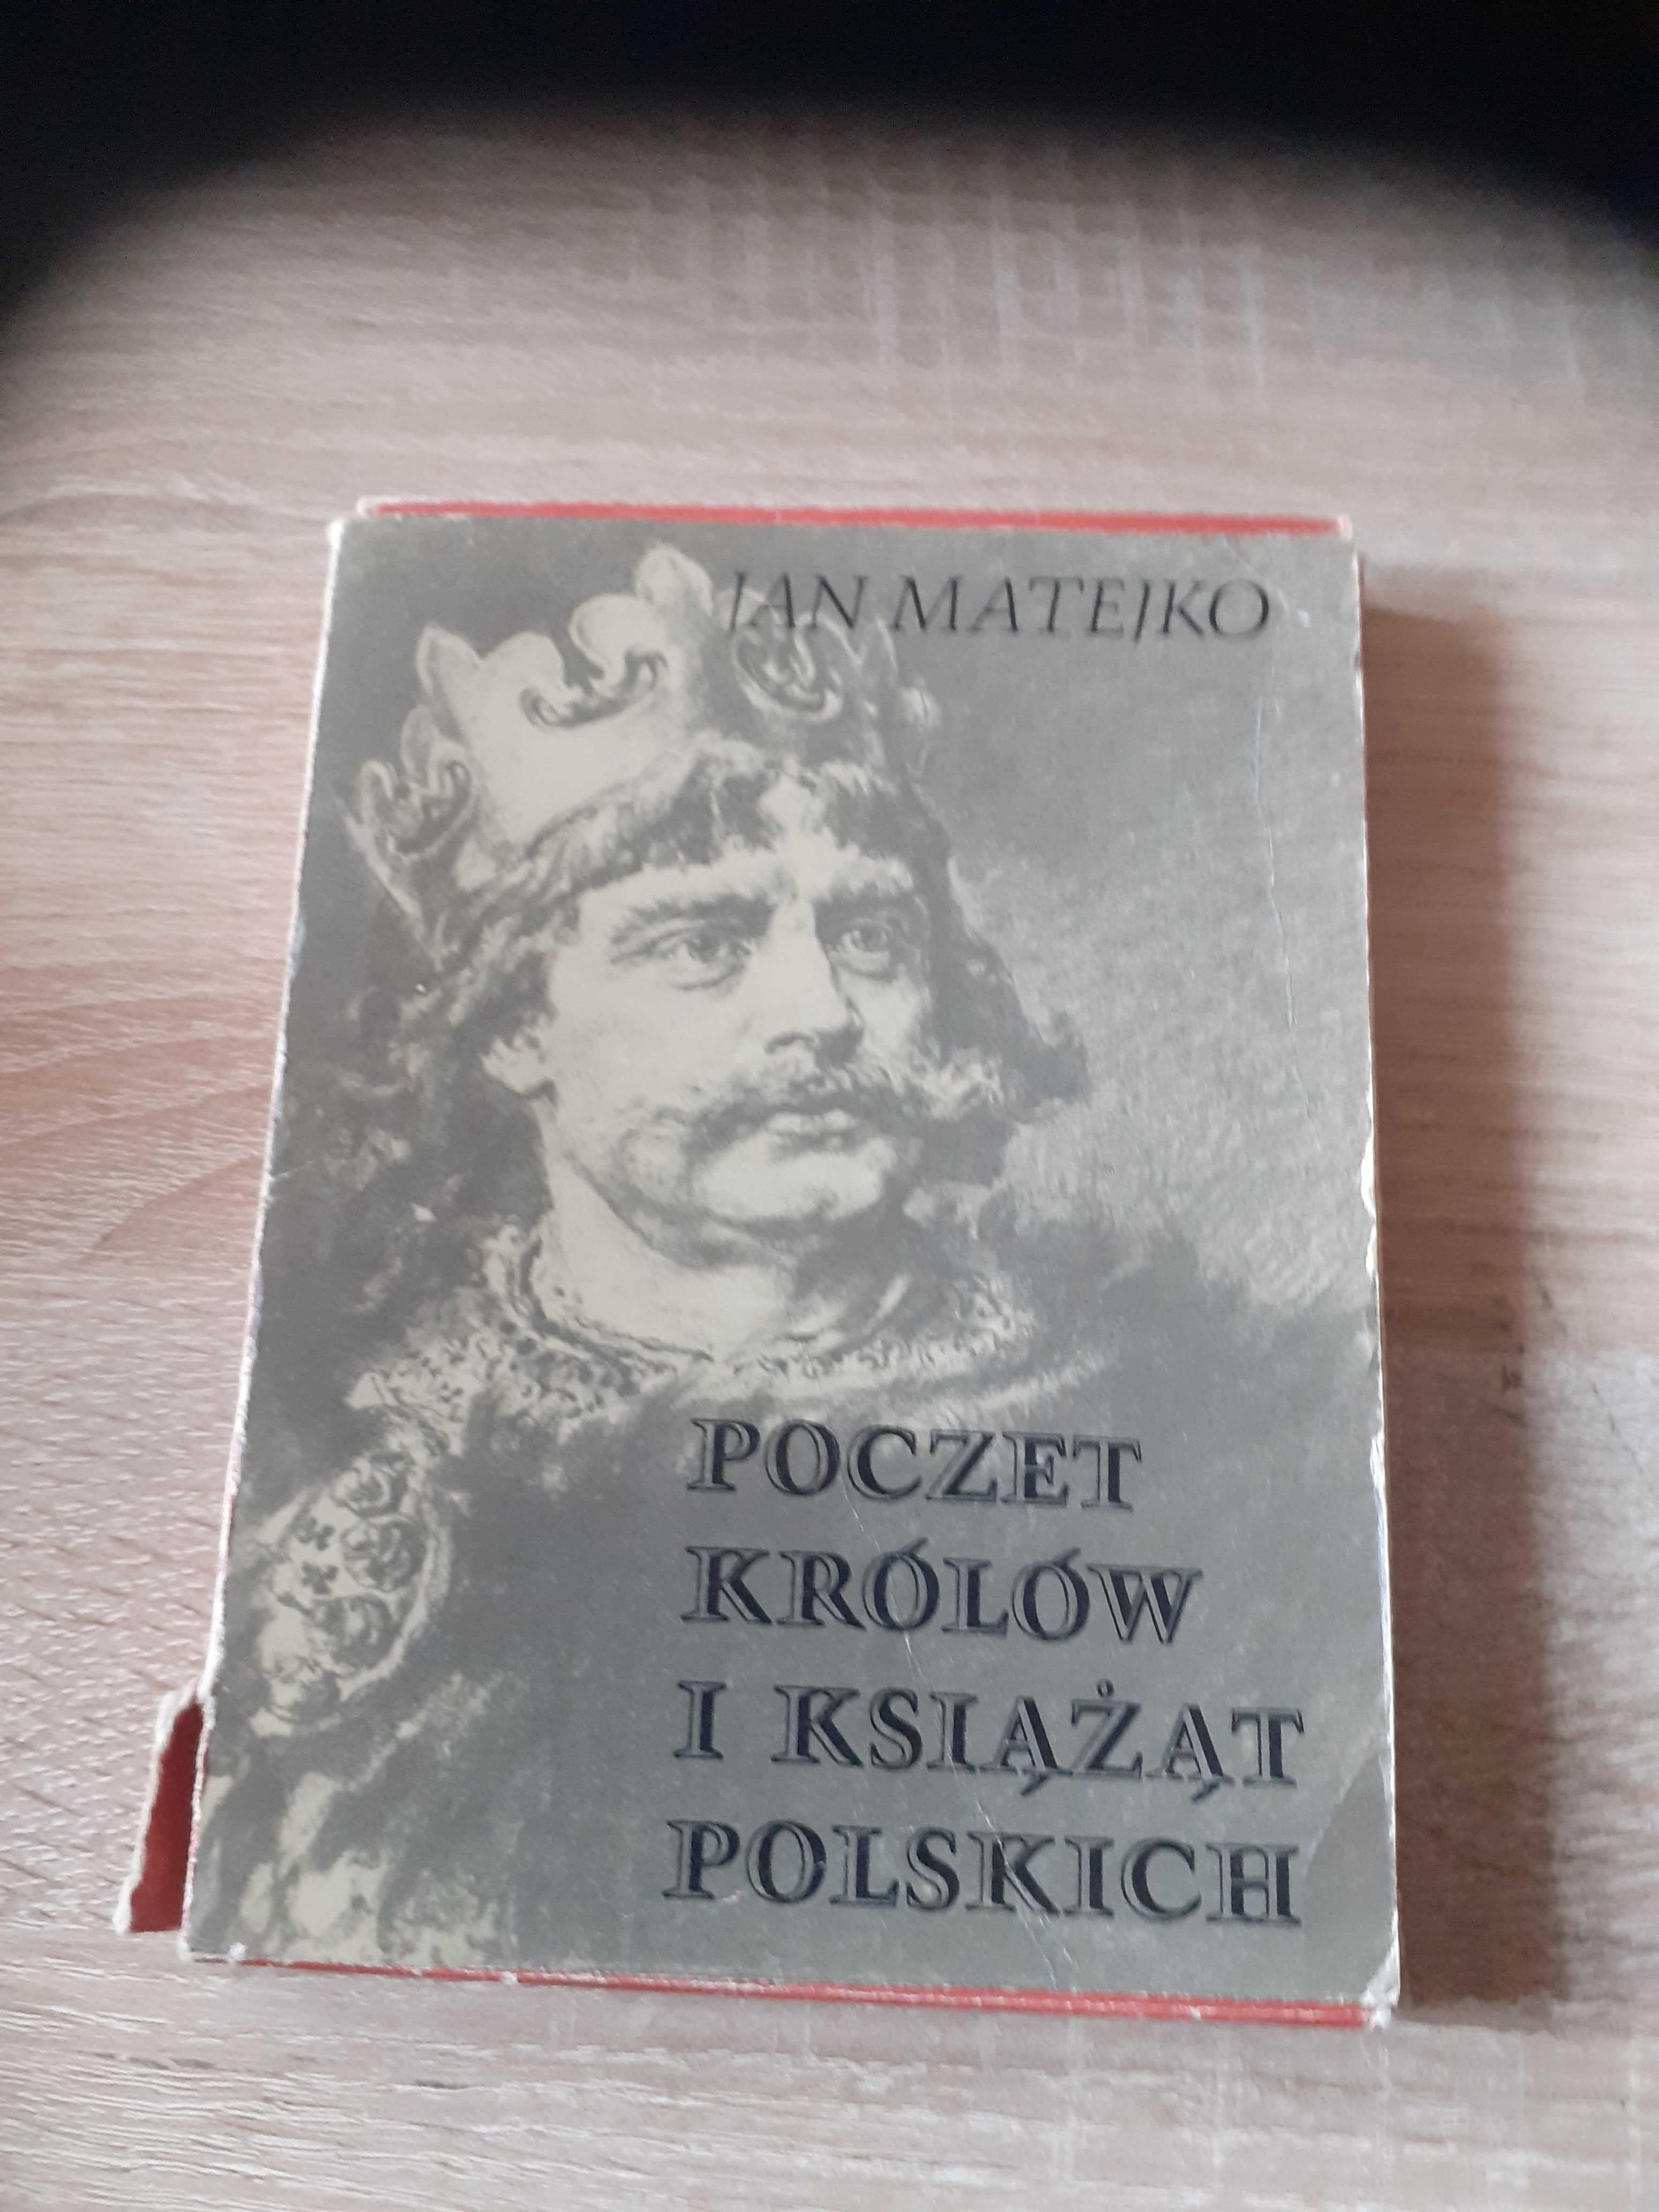 JAN MATEJKO
POCZET
KRÓLÓW
I KSIĄŻĄT
POLSKICH